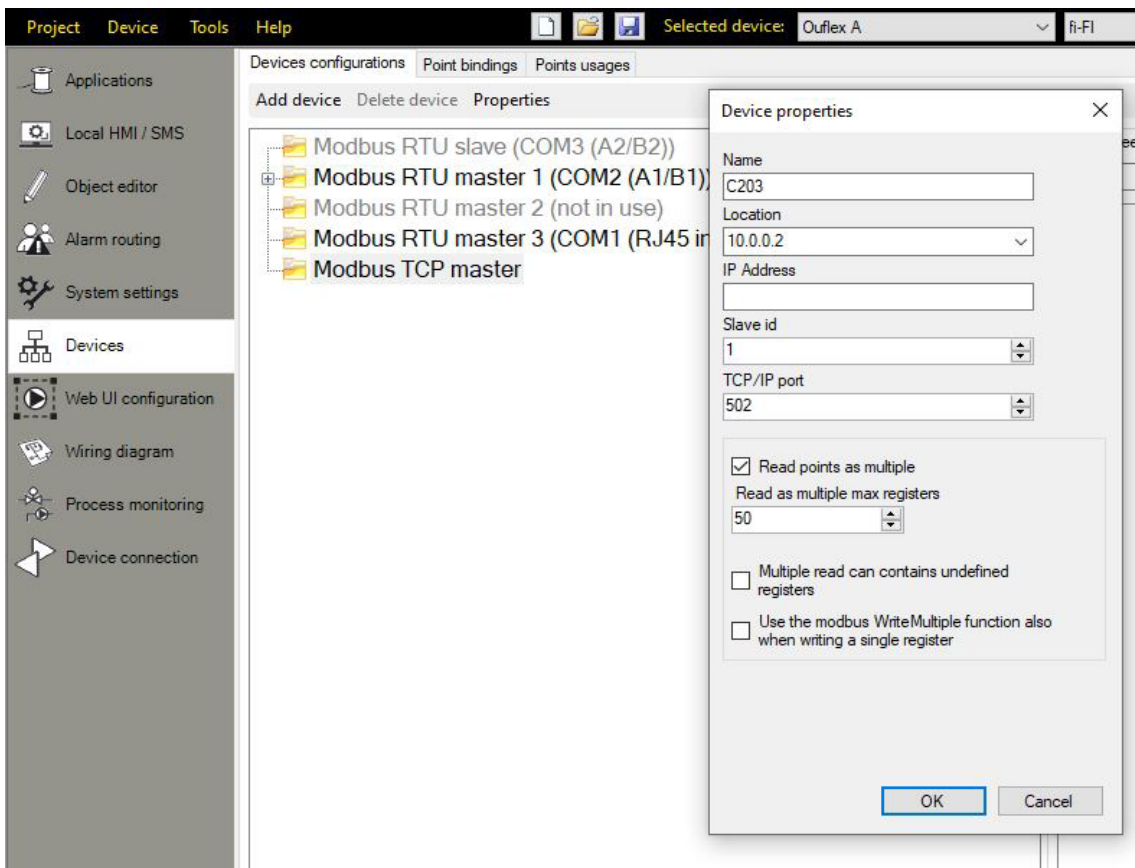 Project Device Tools Help Selected device: Ouflex A fi-FI
Applications
Local HMI / SMS
Object editor
Alarm routing
System settings
Devices
Web UI configuration
Wiring diagram
Process monitoring
Device connection
Devices configurations Point bindings Points usages
Add device Delete device Properties
Modbus RTU slave (COM3 (A2/B2))
Modbus RTU master 1 (COM2 (A1/B1))
Modbus RTU master 2 (not in use)
Modbus RTU master 3 (COM1 (RJ45 in
Modbus TCP master
Device properties
Name
C203
Location
10.0.0.2
IP Address
Slave id
1
TCP/IP port
502
Read points as multiple
Read as multiple max registers
50
Multiple read can contains undefined
registers
Use the modbus WriteMultiple function also
when writing a single register
OK Cancel